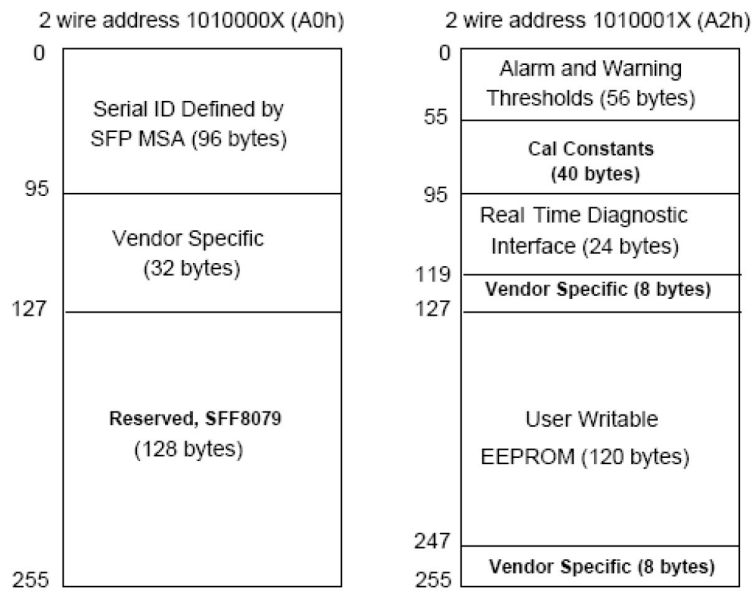 2 wire address 1010000X (A0h)
0
Serial ID Defined by
SFP MSA (96 bytes)
95
Vendor Specific
(32 bytes)
127
Reserved, SFF8079
(128 bytes)
255
2 wire address 1010001X (A2h)
0
Alarm and Warning
Thresholds (56 bytes)
55
Cal Constants
(40 bytes)
95
Real Time Diagnostic
Interface (24 bytes)
119
Vendor Specific (8 bytes)
127
User Writable
EEPROM (120 bytes)
247
Vendor Specific (8 bytes)
255